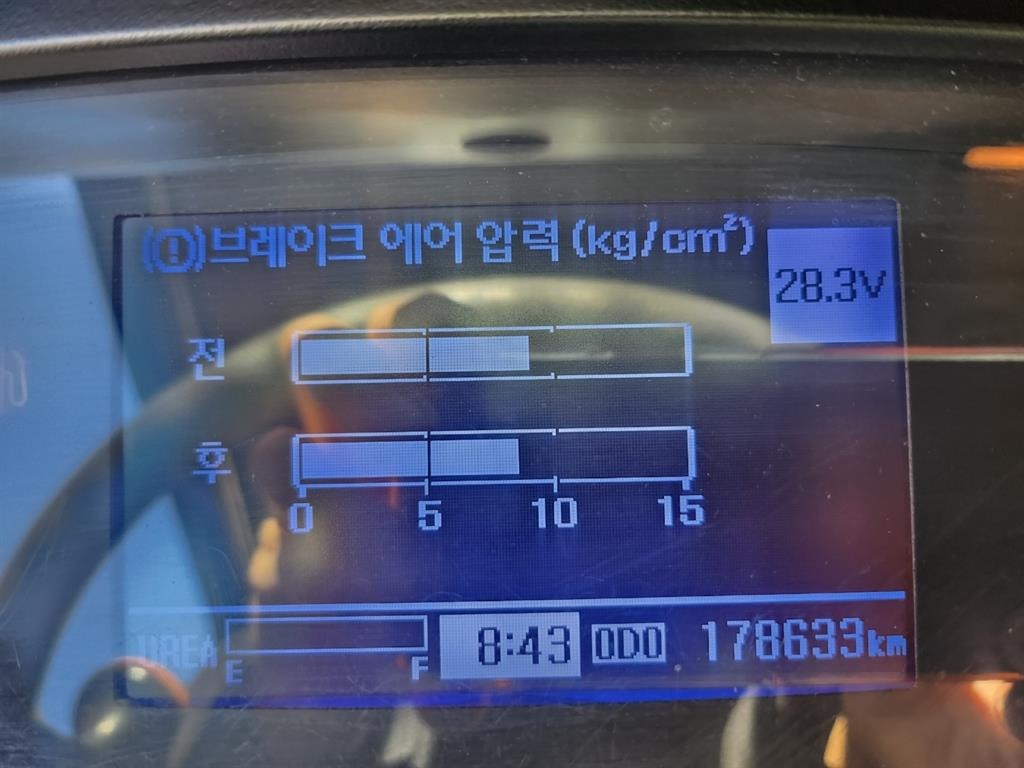 (!)브레이크 에어 압력(kg/cm²)
28.3V
전
후
0 5 10 15
UREA E F 8:43 ODO 178633km